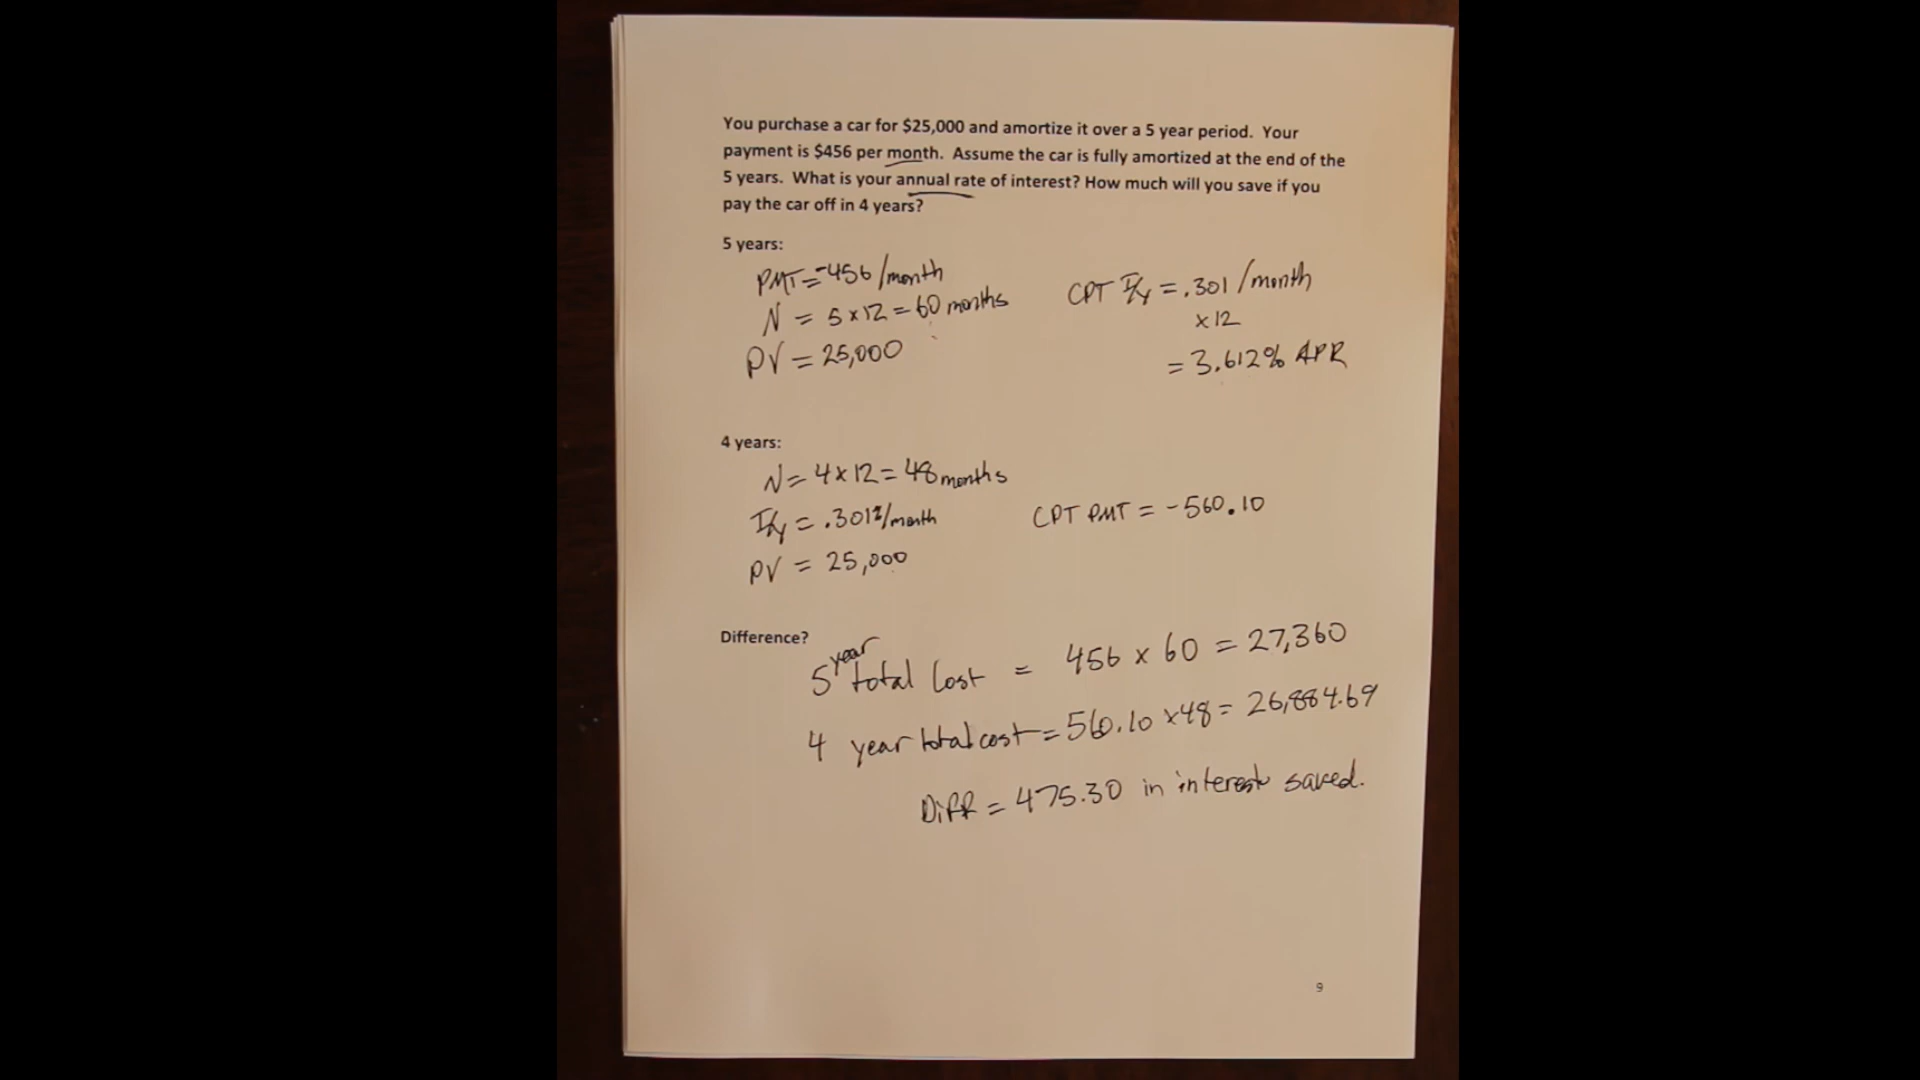 You purchase a car for $25,000 and amortize it over a 5 year period. Your
payment is $456 per month. Assume the car is fully amortized at the end of the
5 years. What is your annual rate of interest? How much will you save if you
pay the car off in 4 years?
5 years:
PMT = -456/month
N = 5 x 12 = 60 months
PV = 25,000
CPT I/Y = .301/month
x 12
= 3.612% APR
4 years:
N = 4 x 12 = 48 months
I/Y = .301%/month
PV = 25,000
CPT PMT = -560.10
Difference?
5 year total Cost = 456 x 60 = 27,360
4 year total cost = 560.10 x 48 = 26,884.69
Diff = 475.30 in interest saved.
9